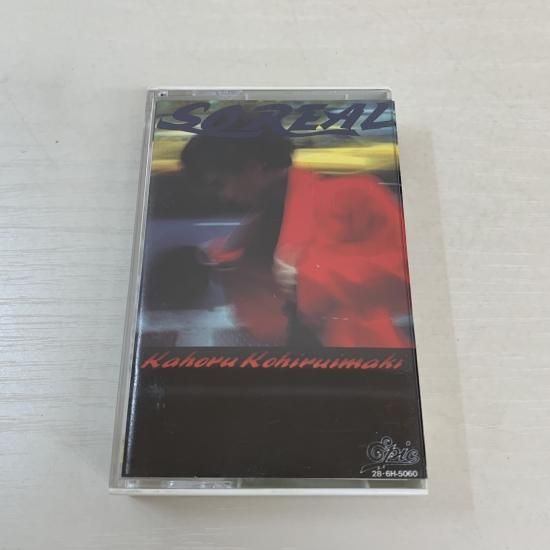 SO REAL
Kahoru Kohiruimaki
Epic
28·6H-5060